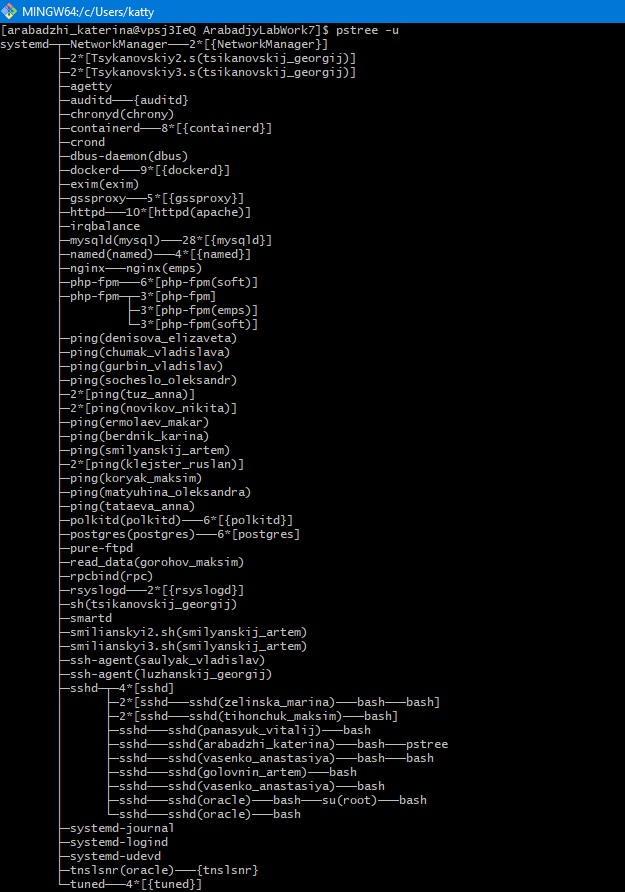 MINGW64:/c/Users/katty
[arabadzhi_katerina@vpsj3IeQ ArabadjyLabWork7]$ pstree -u
systemd─┬─NetworkManager───2*[{NetworkManager}]
        ├─2*[Tsykanovskiy2.s(tsikanovskij_georgij)]
        ├─2*[Tsykanovskiy3.s(tsikanovskij_georgij)]
        ├─agetty
        ├─auditd───{auditd}
        ├─chronyd(chrony)
        ├─containerd───8*[{containerd}]
        ├─crond
        ├─dbus-daemon(dbus)
        ├─dockerd───9*[{dockerd}]
        ├─exim(exim)
        ├─gssproxy───5*[{gssproxy}]
        ├─httpd───10*[httpd(apache)]
        ├─irqbalance
        ├─mysqld(mysql)───28*[{mysqld}]
        ├─named(named)───4*[{named}]
        ├─nginx───nginx(emps)
        ├─php-fpm───6*[php-fpm(soft)]
        ├─php-fpm─┬─3*[php-fpm]
        │         ├─3*[php-fpm(emps)]
        │         └─3*[php-fpm(soft)]
        ├─ping(denisova_elizaveta)
        ├─ping(chumak_vladislava)
        ├─ping(gurbin_vladislav)
        ├─ping(socheslo_oleksandr)
        ├─2*[ping(tuz_anna)]
        ├─2*[ping(novikov_nikita)]
        ├─ping(ermolaev_makar)
        ├─ping(berdnik_karina)
        ├─ping(smilyanskij_artem)
        ├─2*[ping(klejster_ruslan)]
        ├─ping(koryak_maksim)
        ├─ping(matyuhina_oleksandra)
        ├─ping(tataeva_anna)
        ├─polkitd(polkitd)───6*[{polkitd}]
        ├─postgres(postgres)───6*[postgres]
        ├─pure-ftpd
        ├─read_data(gorohov_maksim)
        ├─rpcbind(rpc)
        ├─rsyslogd───2*[{rsyslogd}]
        ├─sh(tsikanovskij_georgij)
        ├─smartd
        ├─smilianskyi2.sh(smilyanskij_artem)
        ├─smilianskyi3.sh(smilyanskij_artem)
        ├─ssh-agent(saulyak_vladislav)
        ├─ssh-agent(luzhanskij_georgij)
        ├─sshd─┬─4*[sshd]
        │      ├─2*[sshd───sshd(zelinska_marina)───bash───bash]
        │      ├─2*[sshd───sshd(tihonchuk_maksim)───bash]
        │      ├─sshd───sshd(panasyuk_vitalij)───bash
        │      ├─sshd───sshd(arabadzhi_katerina)───bash───pstree
        │      ├─sshd───sshd(vasenko_anastasiya)───bash───bash
        │      ├─sshd───sshd(golovnin_artem)───bash
        │      ├─sshd───sshd(vasenko_anastasiya)───bash
        │      ├─sshd───sshd(oracle)───bash───su(root)───bash
        │      └─sshd───sshd(oracle)───bash
        ├─systemd-journal
        ├─systemd-logind
        ├─systemd-udevd
        ├─tnslsnr(oracle)───{tnslsnr}
        └─tuned───4*[{tuned}]